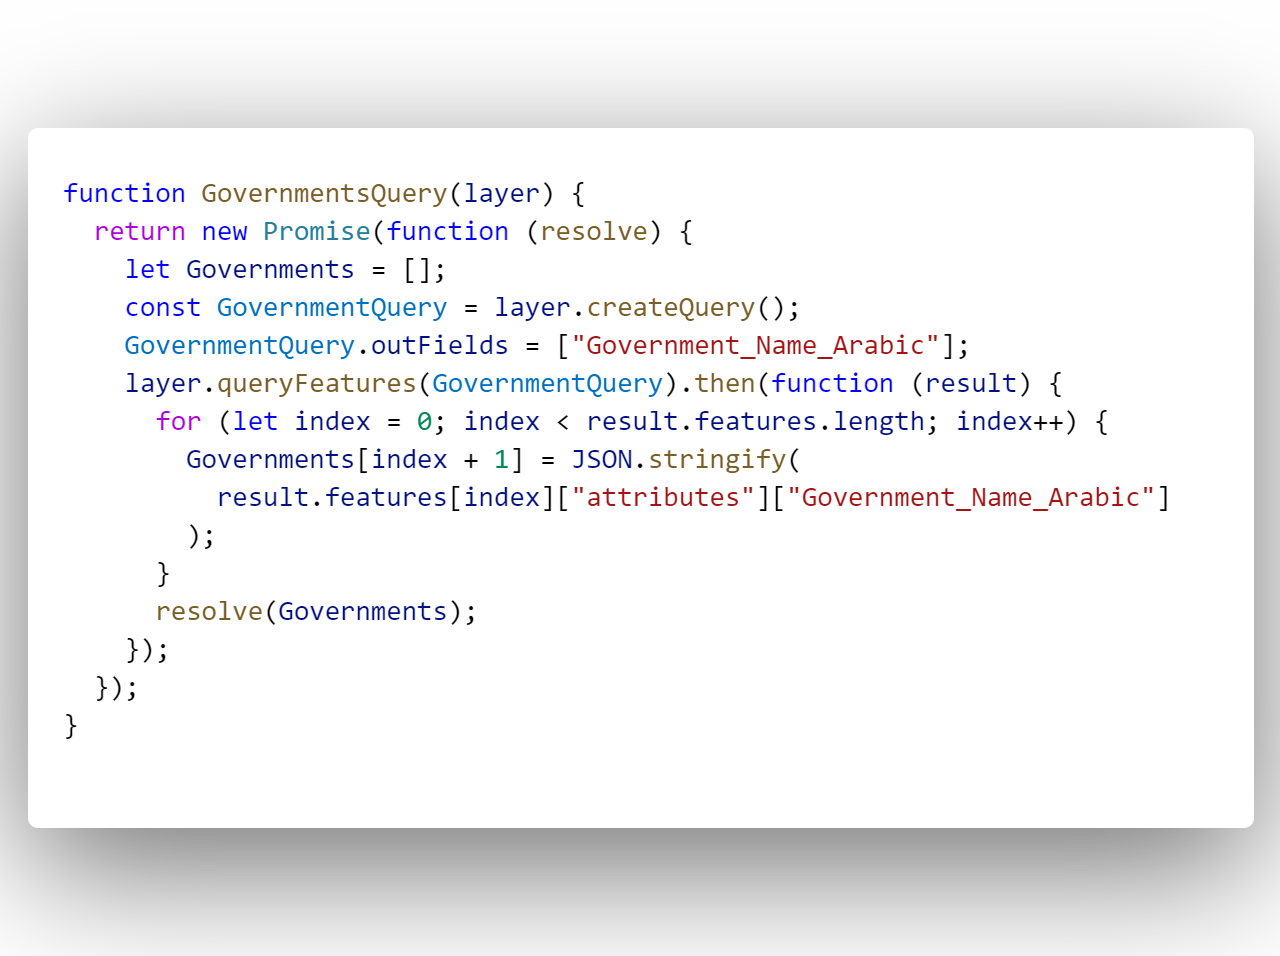 function GovernmentsQuery(layer) {
  return new Promise(function (resolve) {
    let Governments = [];
    const GovernmentQuery = layer.createQuery();
    GovernmentQuery.outFields = ["Government_Name_Arabic"];
    layer.queryFeatures(GovernmentQuery).then(function (result) {
      for (let index = 0; index < result.features.length; index++) {
        Governments[index + 1] = JSON.stringify(
          result.features[index]["attributes"]["Government_Name_Arabic"]
        );
      }
      resolve(Governments);
    });
  });
}